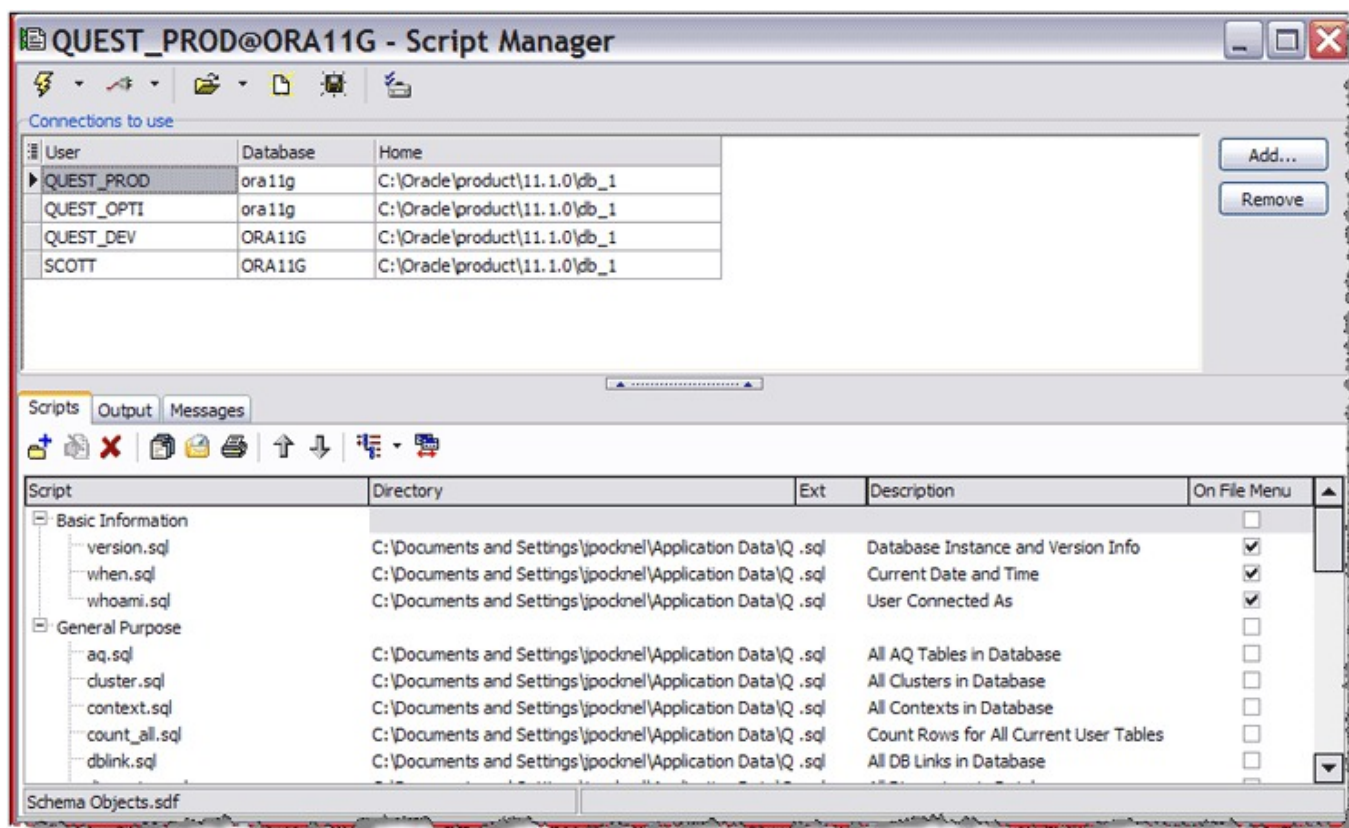 QUEST_PROD@ORA11G - Script Manager
Connections to use
User Database Home
QUEST_PROD ora11g C:\Oracle\product\11.1.0\db_1
QUEST_OPTI ora11g C:\Oracle\product\11.1.0\db_1
QUEST_DEV ORA11G C:\Oracle\product\11.1.0\db_1
SCOTT ORA11G C:\Oracle\product\11.1.0\db_1
Add...
Remove
Scripts Output Messages
Script Directory Ext Description On File Menu
Basic Information
version.sql C:\Documents and Settings\jpocknel\Application Data\Q .sql Database Instance and Version Info
when.sql C:\Documents and Settings\jpocknel\Application Data\Q .sql Current Date and Time
whoami.sql C:\Documents and Settings\jpocknel\Application Data\Q .sql User Connected As
General Purpose
aq.sql C:\Documents and Settings\jpocknel\Application Data\Q .sql All AQ Tables in Database
cluster.sql C:\Documents and Settings\jpocknel\Application Data\Q .sql All Clusters in Database
context.sql C:\Documents and Settings\jpocknel\Application Data\Q .sql All Contexts in Database
count_all.sql C:\Documents and Settings\jpocknel\Application Data\Q .sql Count Rows for All Current User Tables
dblink.sql C:\Documents and Settings\jpocknel\Application Data\Q .sql All DB Links in Database
Schema Objects.sdf